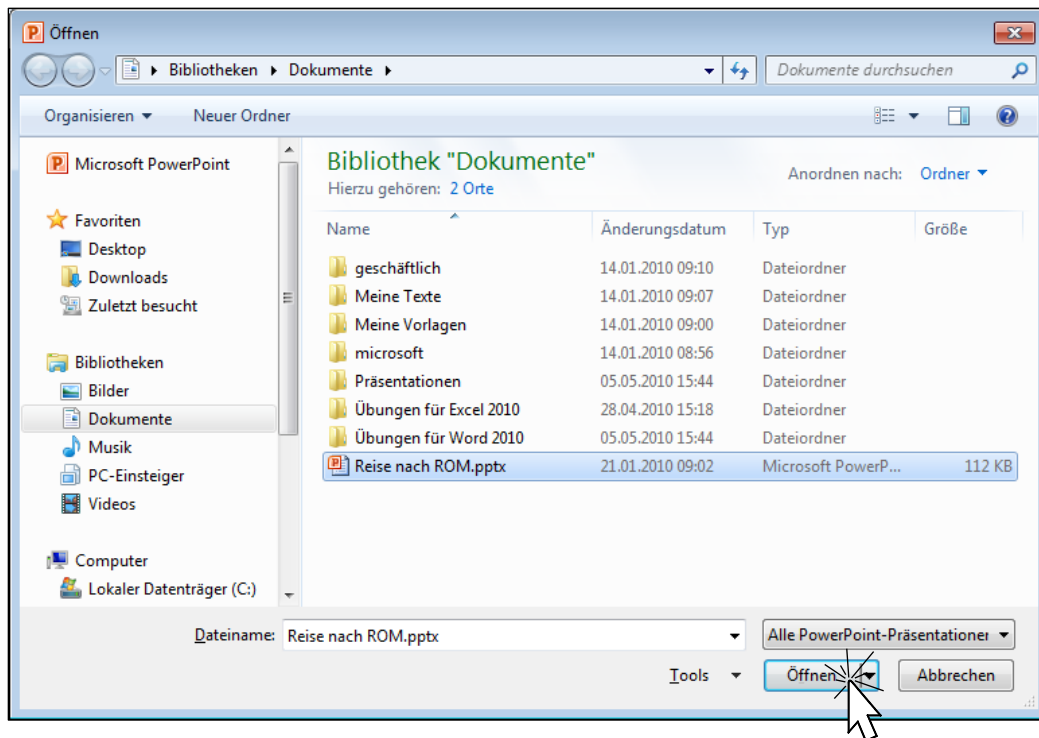 Öffnen
Bibliotheken Dokumente Dokumente durchsuchen
Organisieren Neuer Ordner
Microsoft PowerPoint
Favoriten
Desktop
Downloads
Zuletzt besucht
Bibliotheken
Bilder
Dokumente
Musik
PC-Einsteiger
Videos
Computer
Lokaler Datenträger (C:)
Bibliothek "Dokumente"
Hierzu gehören: 2 Orte
Anordnen nach: Ordner
Name Änderungsdatum Typ Größe
geschäftlich 14.01.2010 09:10 Dateiordner
Meine Texte 14.01.2010 09:07 Dateiordner
Meine Vorlagen 14.01.2010 09:00 Dateiordner
microsoft 14.01.2010 08:56 Dateiordner
Präsentationen 05.05.2010 15:44 Dateiordner
Übungen für Excel 2010 28.04.2010 15:18 Dateiordner
Übungen für Word 2010 05.05.2010 15:44 Dateiordner
Reise nach ROM.pptx 21.01.2010 09:02 Microsoft PowerP... 112 KB
Dateiname: Reise nach ROM.pptx Alle PowerPoint-Präsentationen
Tools Öffnen Abbrechen